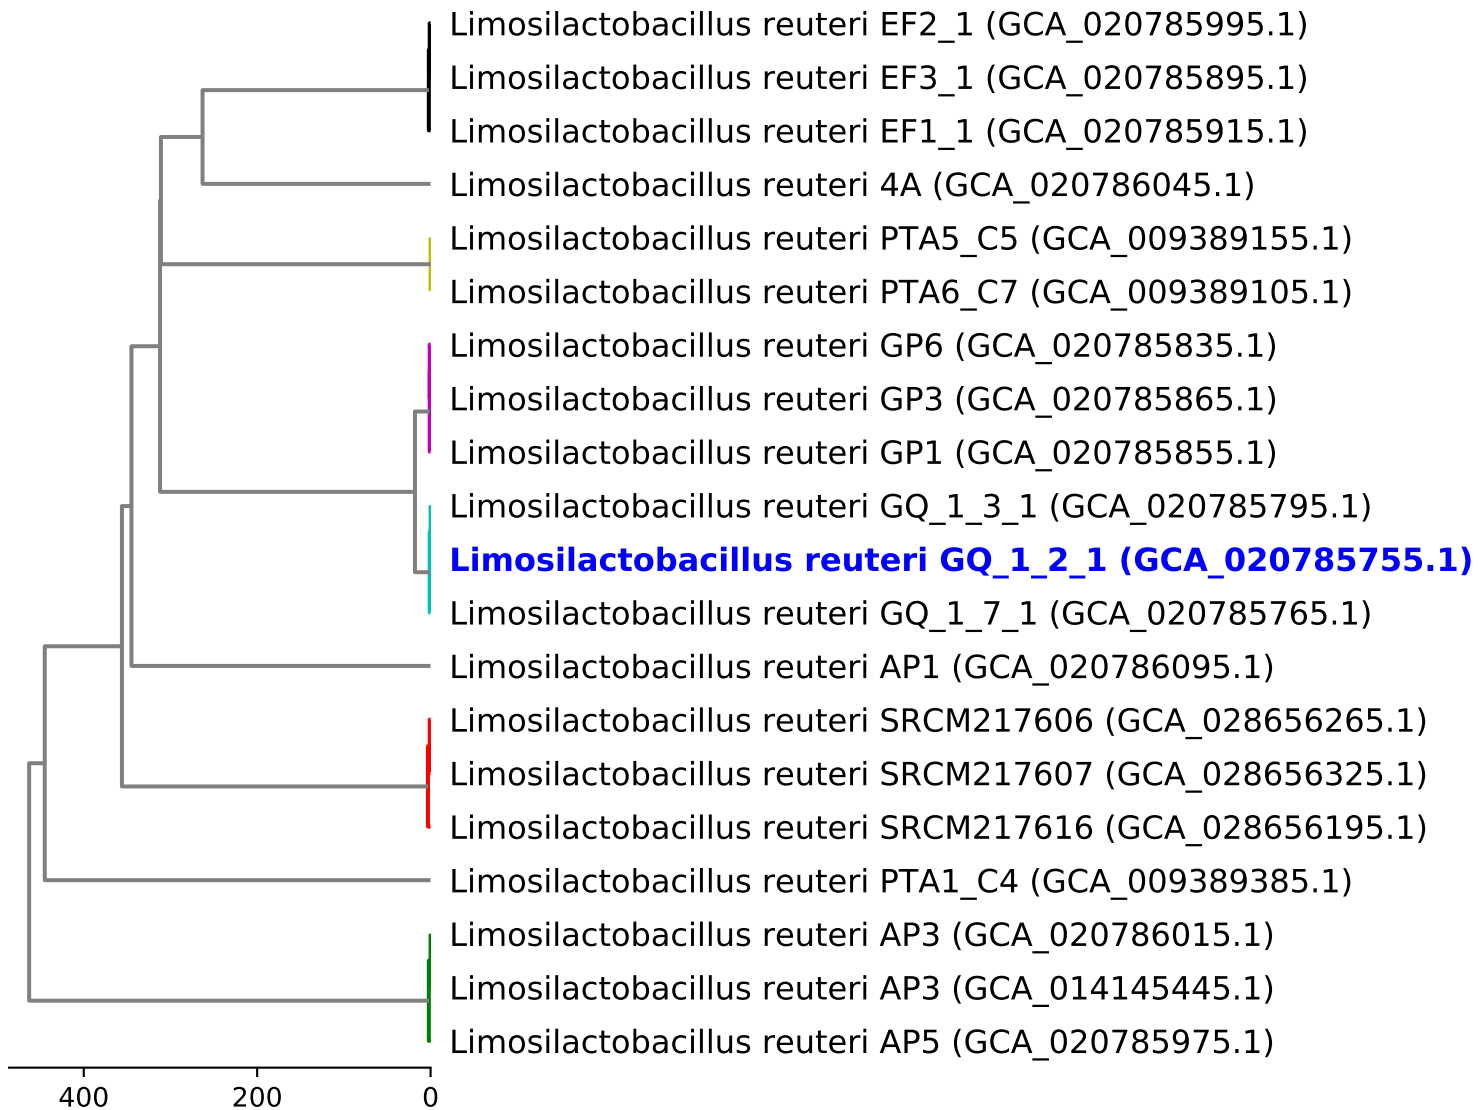 Limosilactobacillus reuteri EF2_1 (GCA_020785995.1)
Limosilactobacillus reuteri EF3_1 (GCA_020785895.1)
Limosilactobacillus reuteri EF1_1 (GCA_020785915.1)
Limosilactobacillus reuteri 4A (GCA_020786045.1)
Limosilactobacillus reuteri PTA5_C5 (GCA_009389155.1)
Limosilactobacillus reuteri PTA6_C7 (GCA_009389105.1)
Limosilactobacillus reuteri GP6 (GCA_020785835.1)
Limosilactobacillus reuteri GP3 (GCA_020785865.1)
Limosilactobacillus reuteri GP1 (GCA_020785855.1)
Limosilactobacillus reuteri GQ_1_3_1 (GCA_020785795.1)
Limosilactobacillus reuteri GQ_1_2_1 (GCA_020785755.1)
Limosilactobacillus reuteri GQ_1_7_1 (GCA_020785765.1)
Limosilactobacillus reuteri AP1 (GCA_020786095.1)
Limosilactobacillus reuteri SRCM217606 (GCA_028656265.1)
Limosilactobacillus reuteri SRCM217607 (GCA_028656325.1)
Limosilactobacillus reuteri SRCM217616 (GCA_028656195.1)
Limosilactobacillus reuteri PTA1_C4 (GCA_009389385.1)
Limosilactobacillus reuteri AP3 (GCA_020786015.1)
Limosilactobacillus reuteri AP3 (GCA_014145445.1)
Limosilactobacillus reuteri AP5 (GCA_020785975.1)
400 200 0